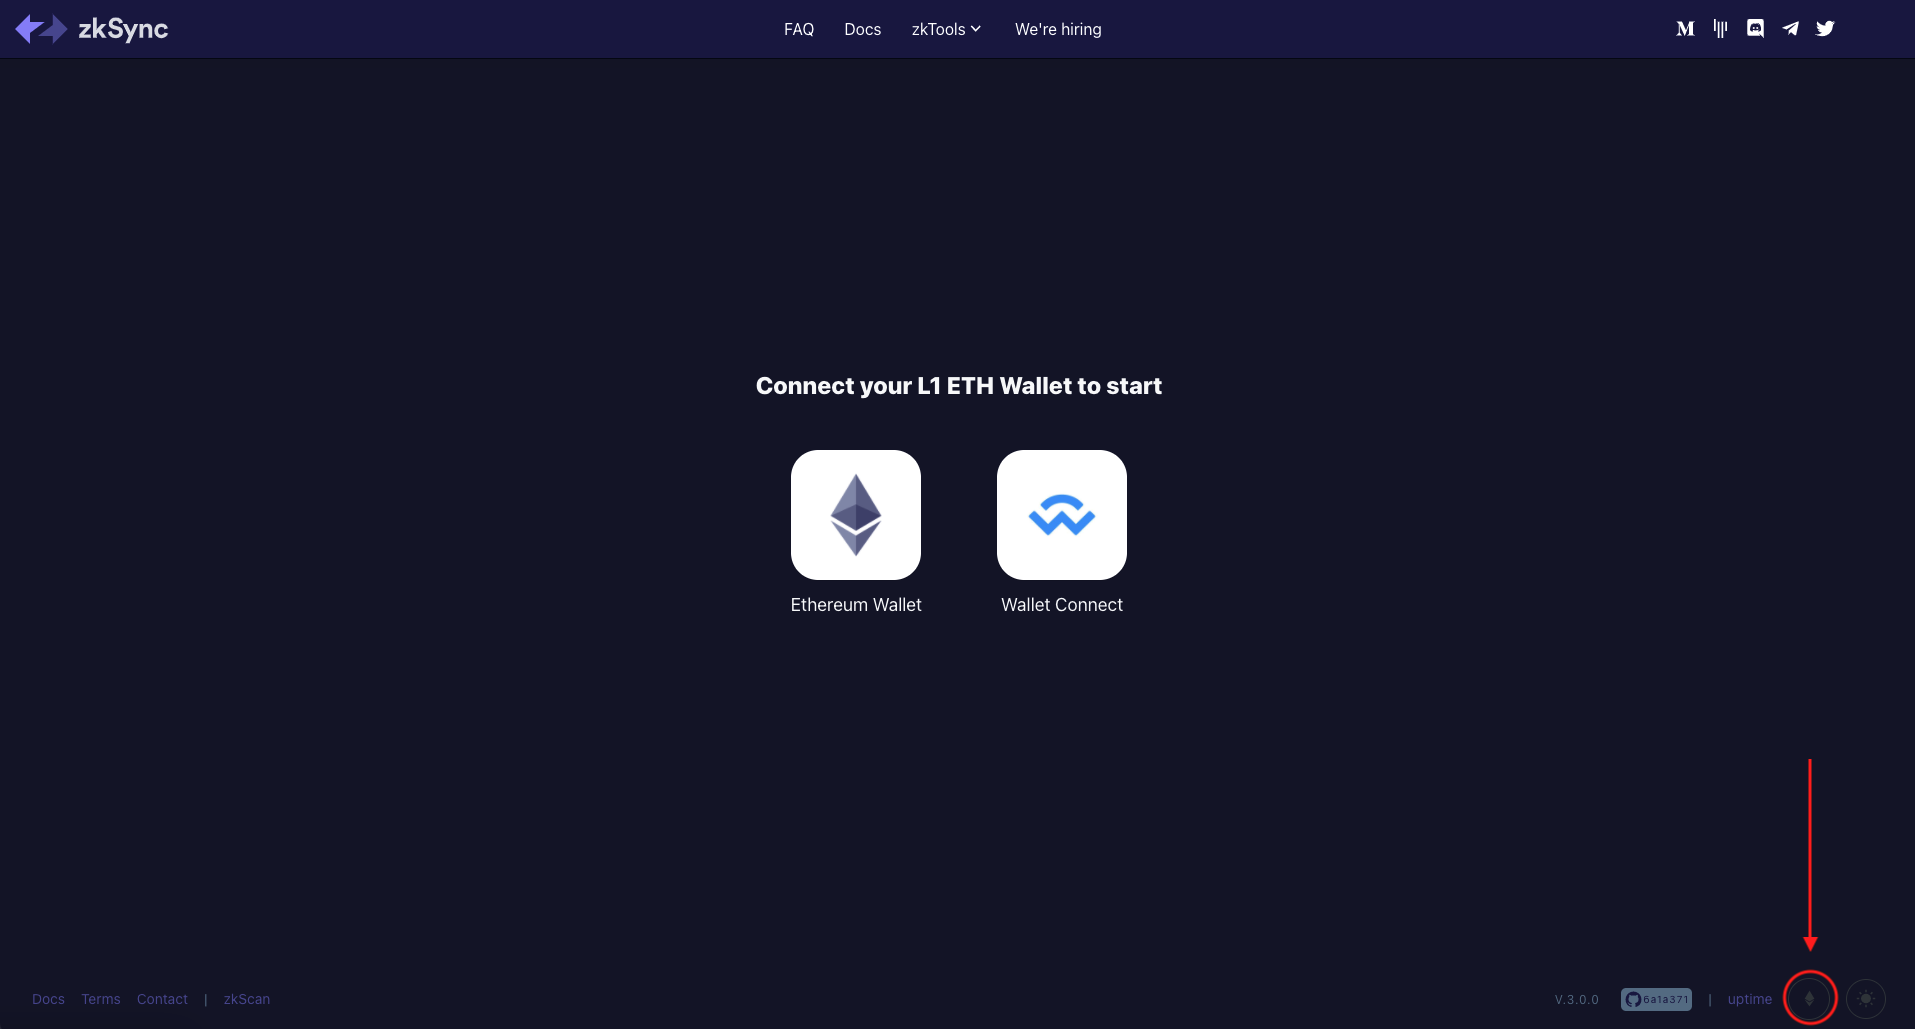 zkSync
FAQ Docs zkTools We're hiring
Connect your L1 ETH Wallet to start
Ethereum Wallet Wallet Connect
Docs Terms Contact | zkScan
V.3.0.0 6a1a371 | uptime